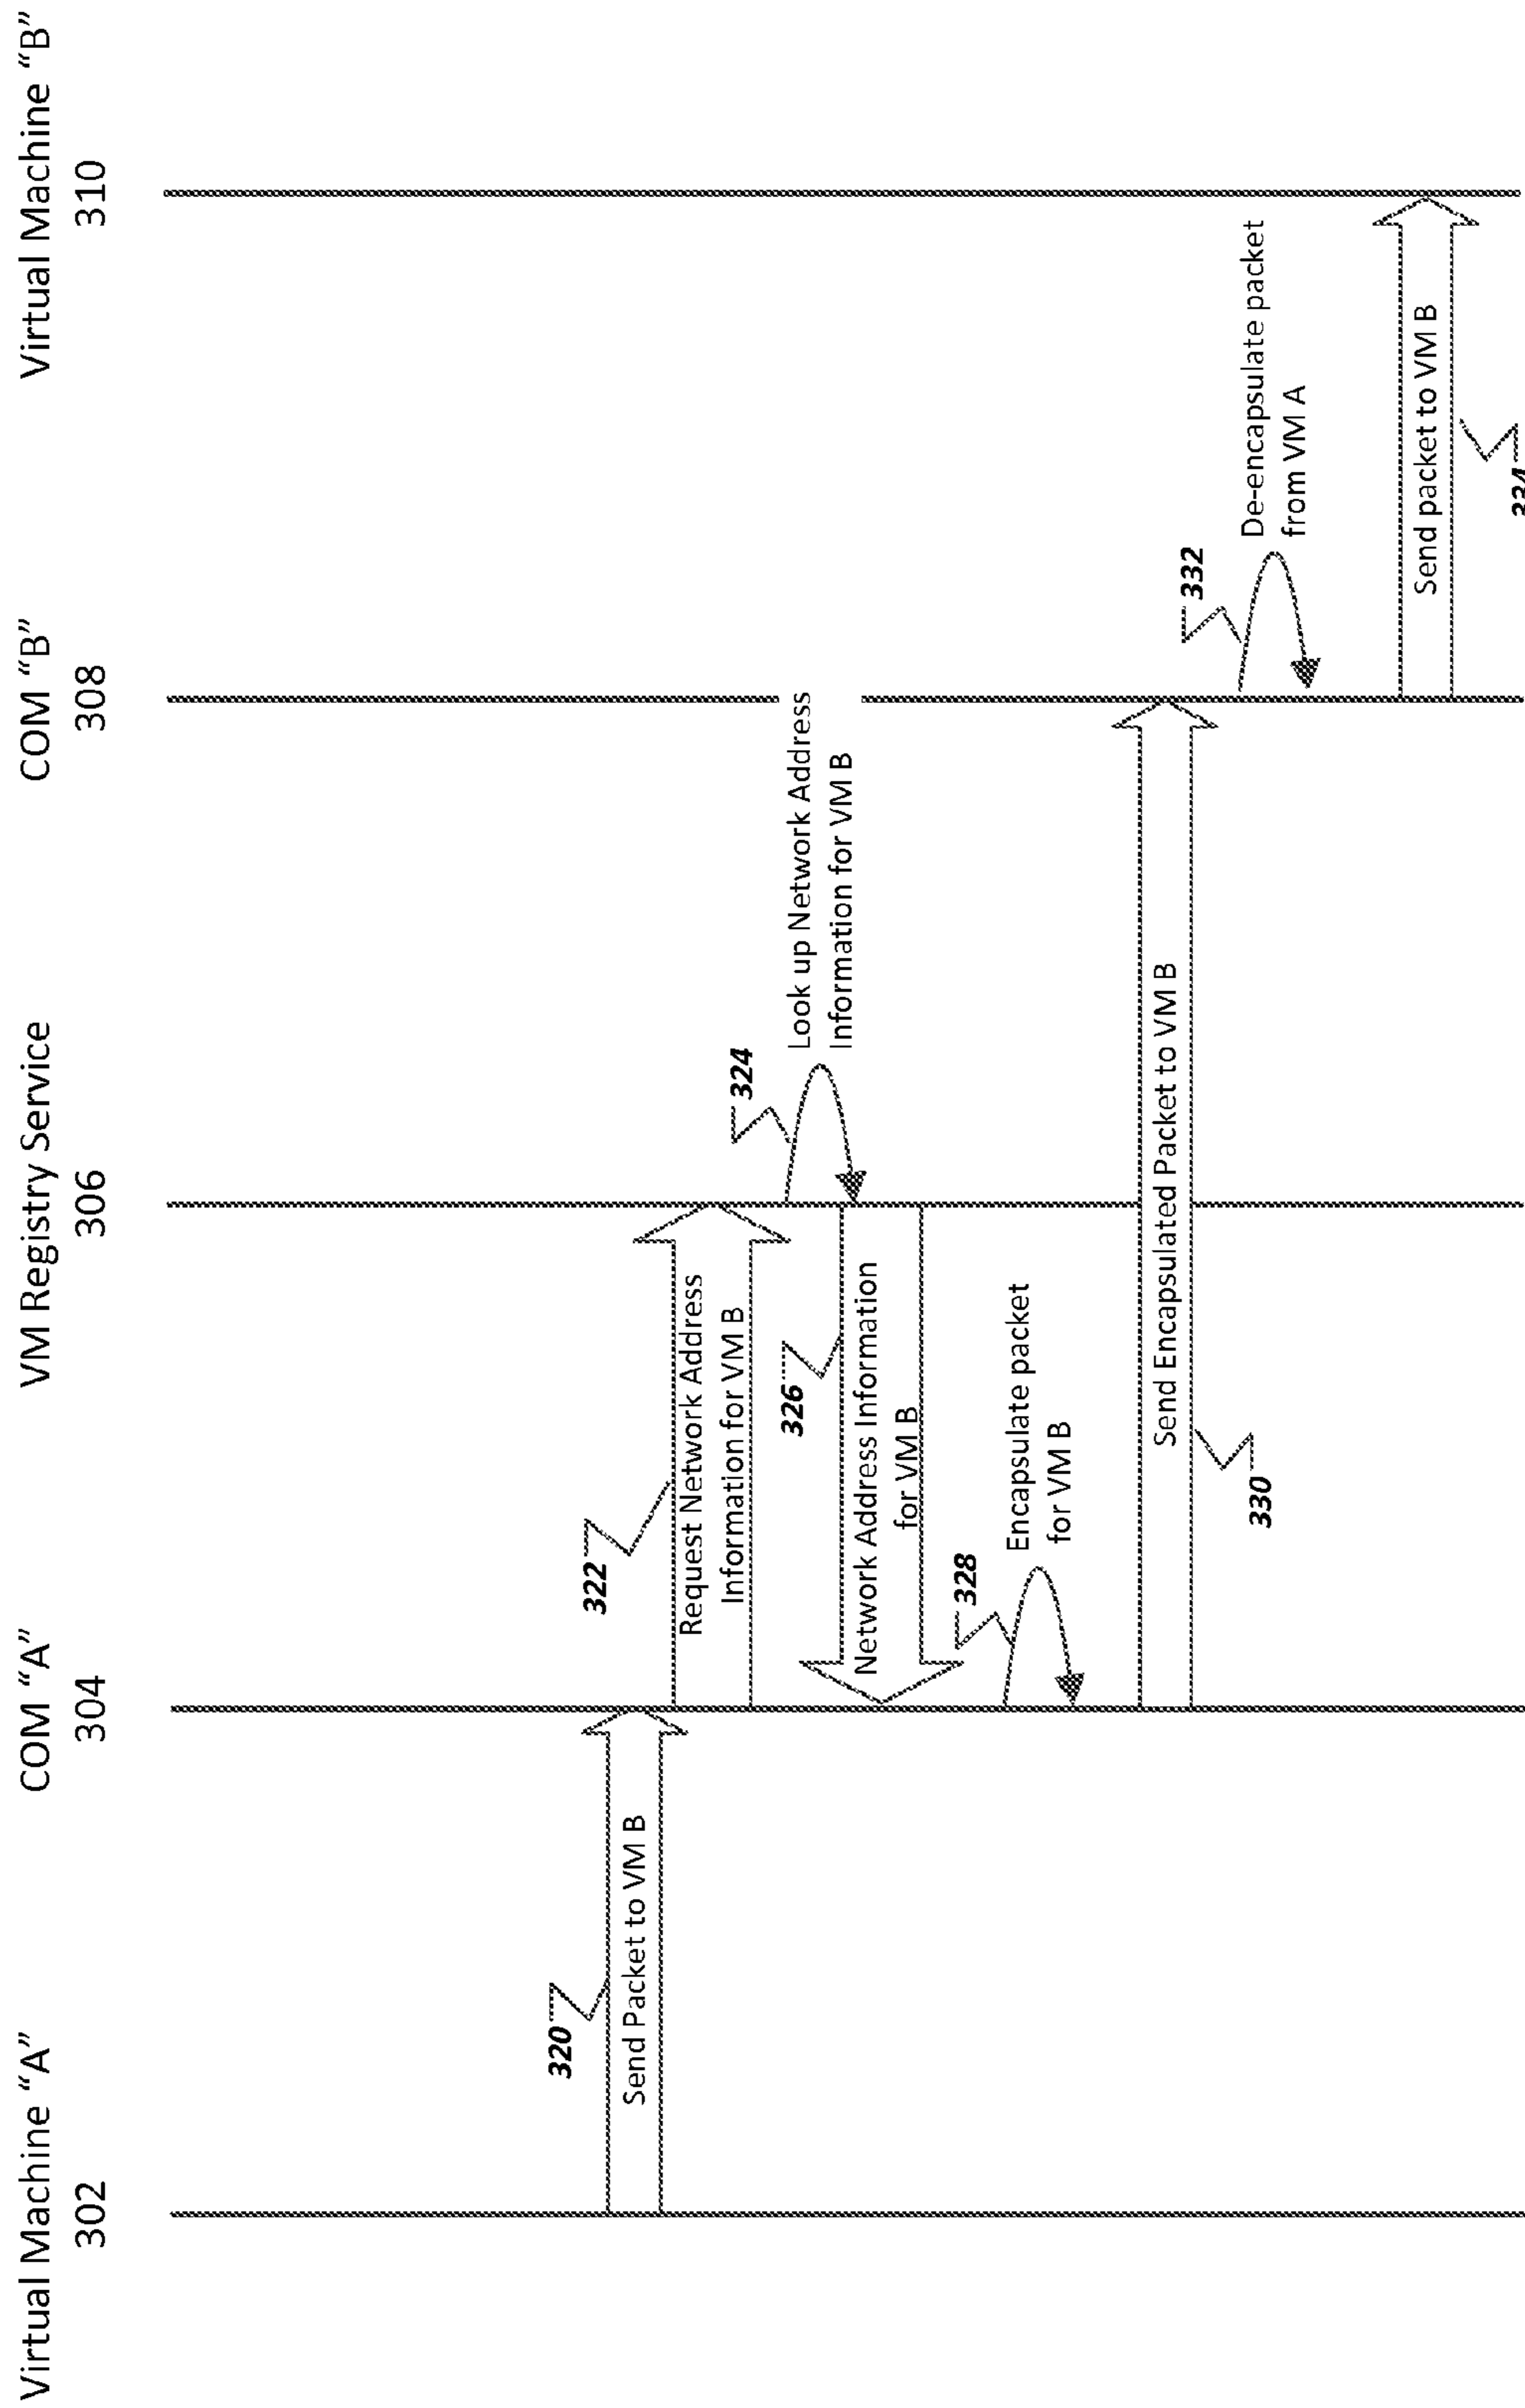 Virtual Machine “A”
302
COM “A”
304
VM Registry Service
306
COM “B”
308
Virtual Machine “B”
310
320
Send Packet to VM B
322
Request Network Address
Information for VM B
324
Look up Network Address
Information for VM B
326
Network Address Information
for VM B
328
Encapsulate packet
for VM B
Send Encapsulated Packet to VM B
330
332
De-encapsulate packet
from VM A
Send packet to VM B
334